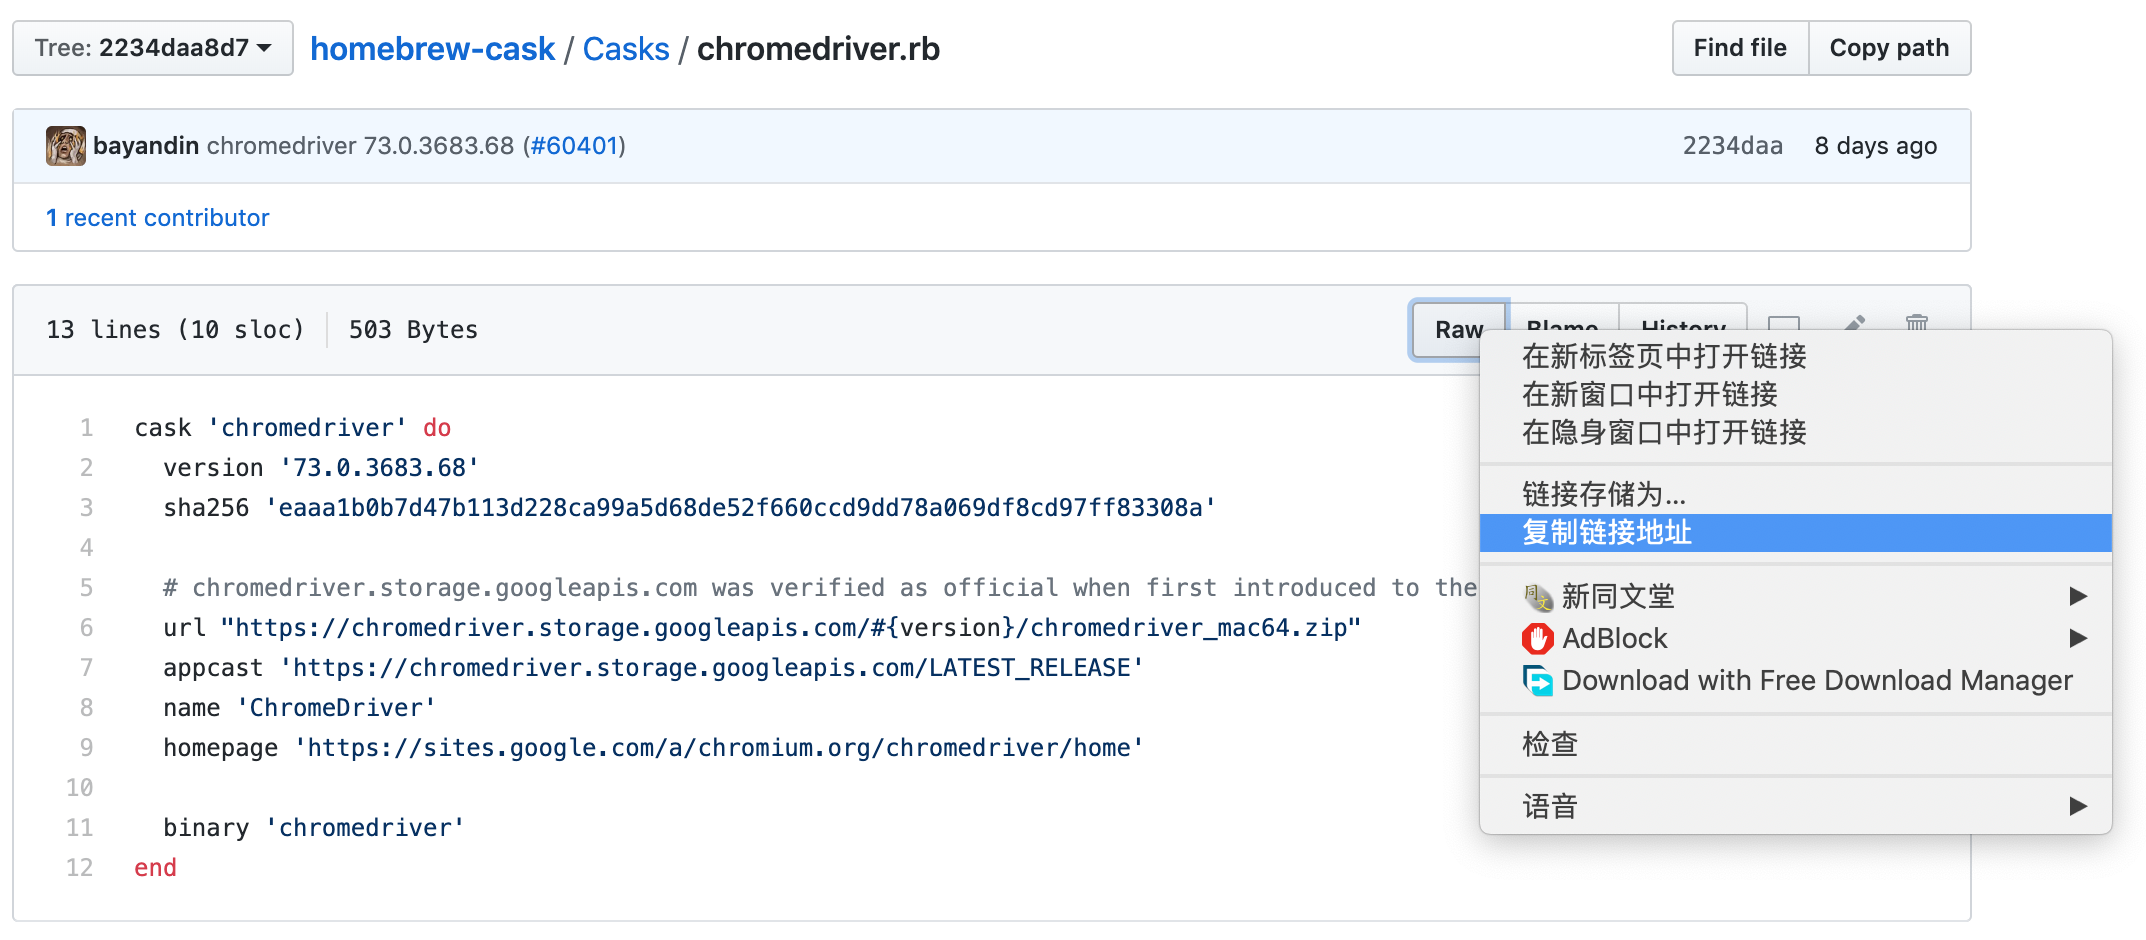 Tree: 2234daa8d7
homebrew-cask / Casks / chromedriver.rb
Find file
Copy path
bayandin chromedriver 73.0.3683.68 (#60401)
2234daa 8 days ago
1 recent contributor
13 lines (10 sloc) 503 Bytes
Raw
Blame
History
1 cask 'chromedriver' do
2 version '73.0.3683.68'
3 sha256 'eaaa1b0b7d47b113d228ca99a5d68de52f660ccd9dd78a069df8cd97ff83308a'
4
5 # chromedriver.storage.googleapis.com was verified as official when first introduced to the
6 url "https://chromedriver.storage.googleapis.com/#{version}/chromedriver_mac64.zip"
7 appcast 'https://chromedriver.storage.googleapis.com/LATEST_RELEASE'
8 name 'ChromeDriver'
9 homepage 'https://sites.google.com/a/chromium.org/chromedriver/home'
10
11 binary 'chromedriver'
12 end
在新标签页中打开链接
在新窗口中打开链接
在隐身窗口中打开链接
链接存储为...
复制链接地址
同文 新同文堂
AdBlock
Download with Free Download Manager
检查
语音